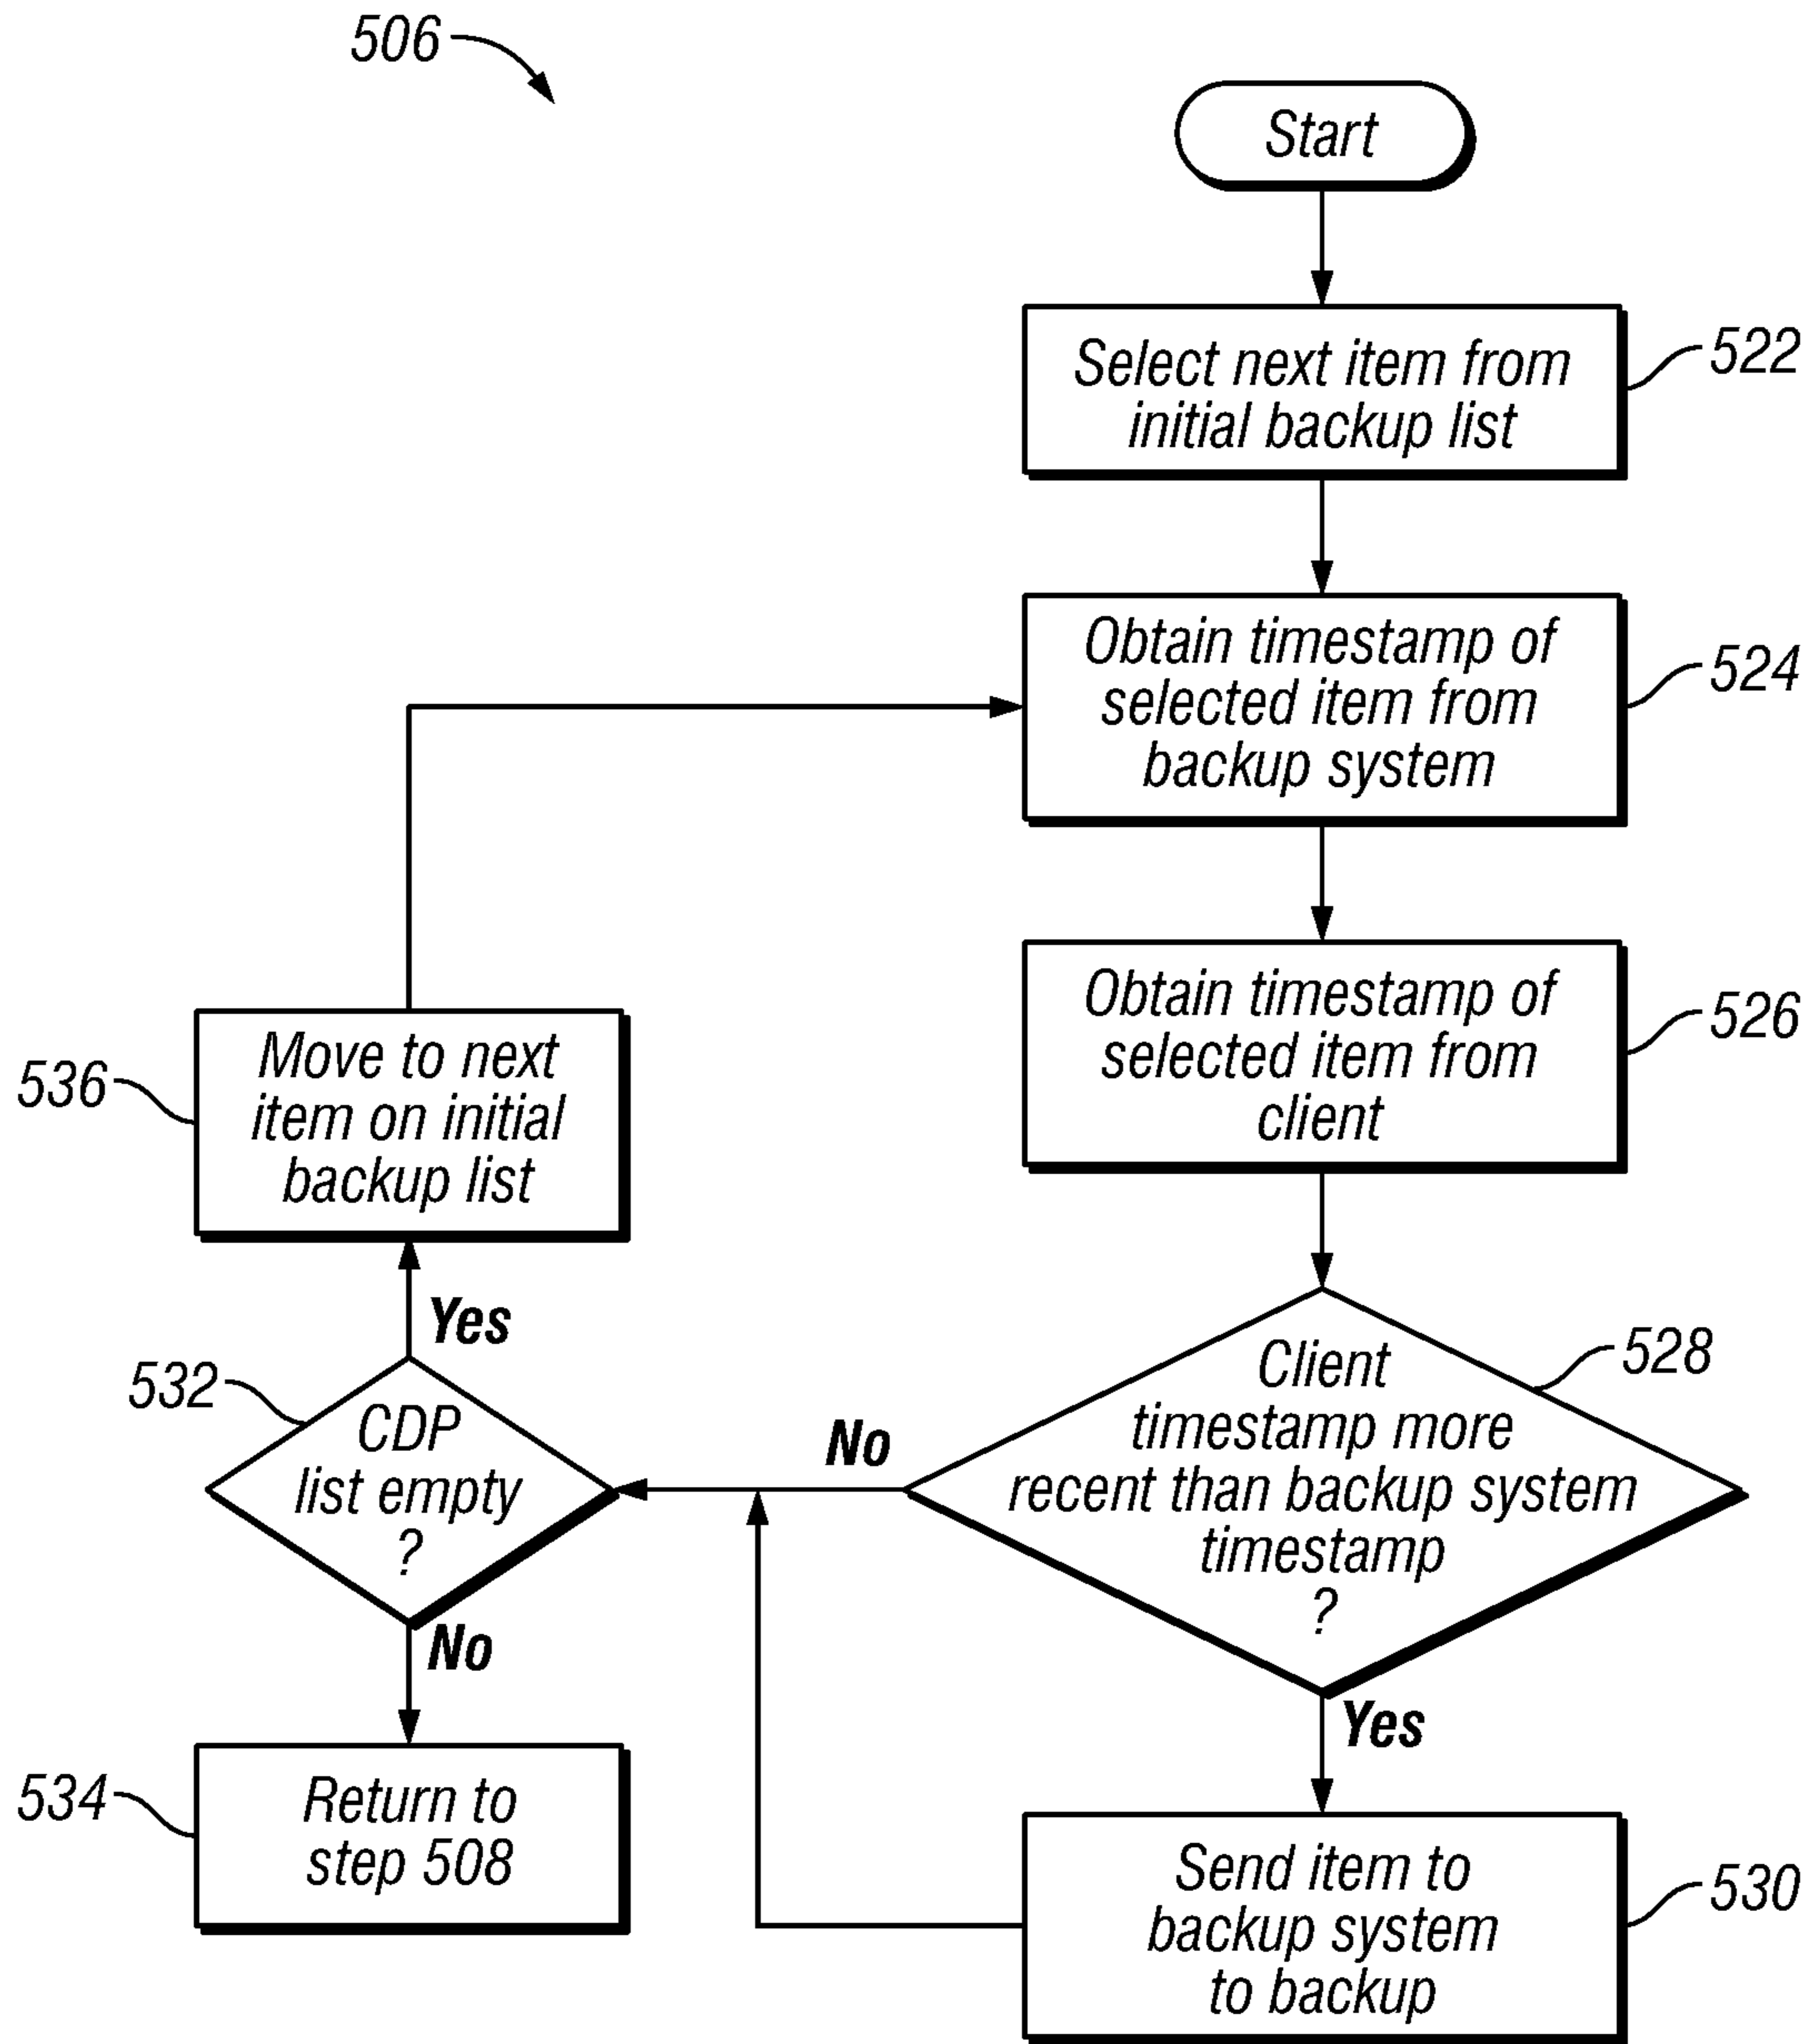 506
Start
Select next item from
initial backup list
522
Obtain timestamp of
selected item from
backup system
524
Obtain timestamp of
selected item from
client
526
Move to next
item on initial
backup list
536
Yes
Client
timestamp more
recent than backup system
timestamp
?
528
532
CDP
list empty
?
No
No
Yes
534
Return to
step 508
Send item to
backup system
to backup
530